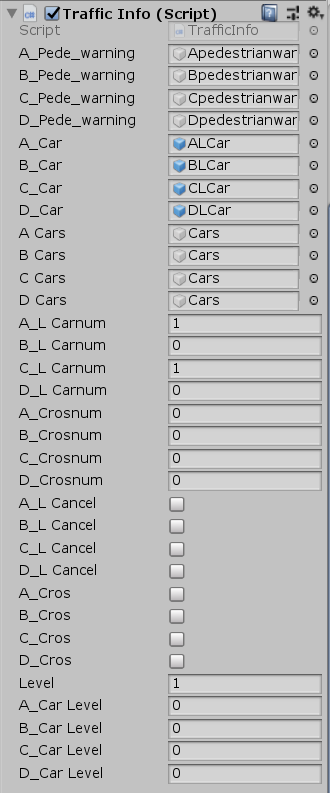 Traffic Info (Script)
Script TrafficInfo
A_Pede_warning Apedestrianwar
B_Pede_warning Bpedestrianwar
C_Pede_warning Cpedestrianwar
D_Pede_warning Dpedestrianwar
A_Car ALCar
B_Car BLCar
C_Car CLCar
D_Car DLCar
A Cars Cars
B Cars Cars
C Cars Cars
D Cars Cars
A_L Carnum 1
B_L Carnum 0
C_L Carnum 1
D_L Carnum 0
A_Crosnum 0
B_Crosnum 0
C_Crosnum 0
D_Crosnum 0
A_L Cancel
B_L Cancel
C_L Cancel
D_L Cancel
A_Cros
B_Cros
C_Cros
D_Cros
Level 1
A_Car Level 0
B_Car Level 0
C_Car Level 0
D_Car Level 0